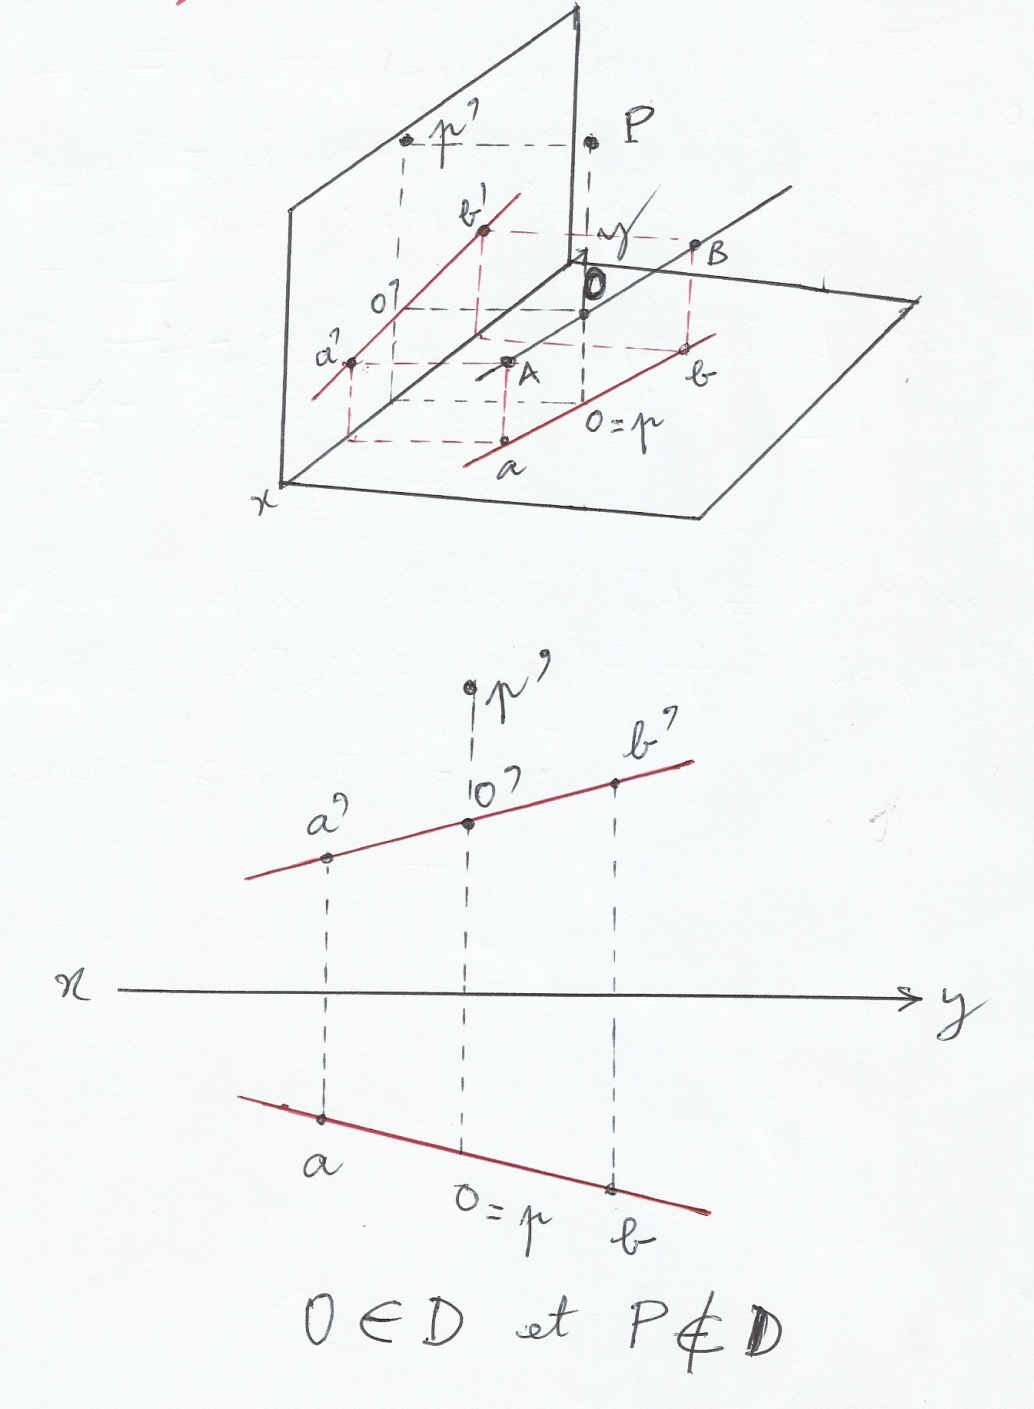 p'
P
b'
y
B
O
o'
a'
A
b
o = p
a
x
p'
b'
o'
a'
x
y
a
o = p
b
O ∈ D et P ∉ D